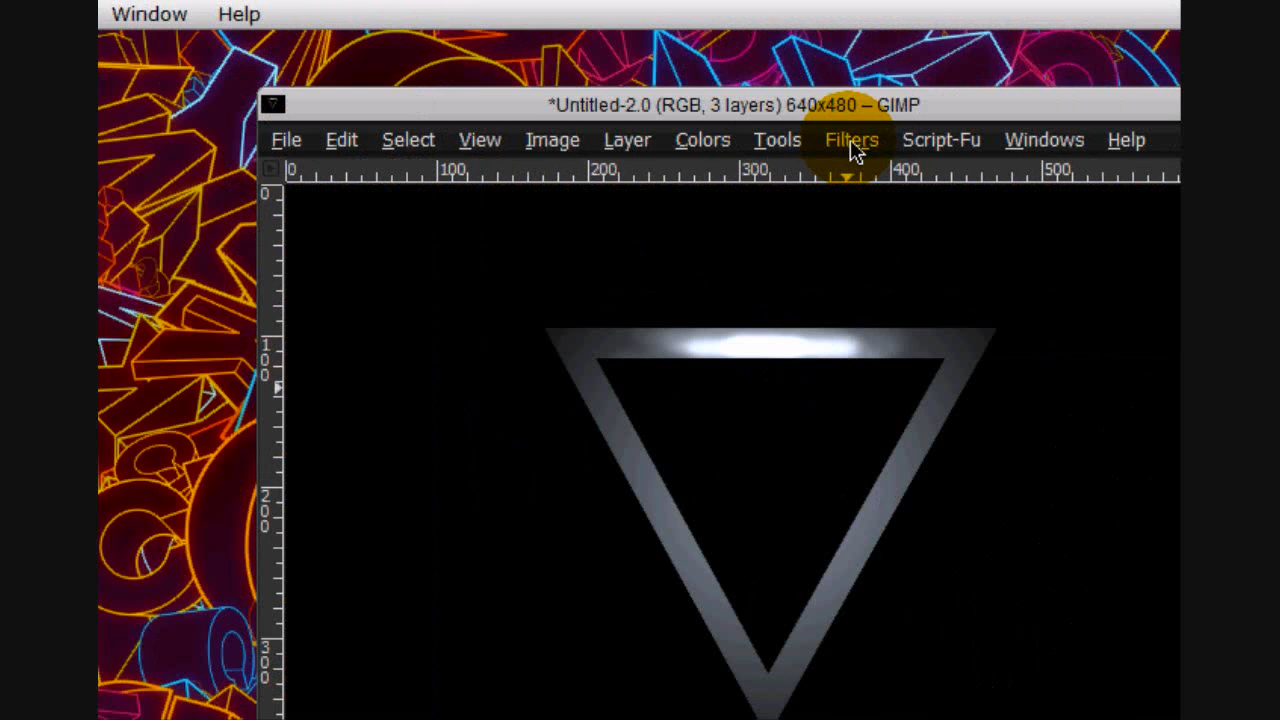 Window Help
*Untitled-2.0 (RGB, 3 layers) 640x480 – GIMP
File Edit Select View Image Layer Colors Tools Filters Script-Fu Windows Help
0 100 200 300 400 500
0
100
200
300